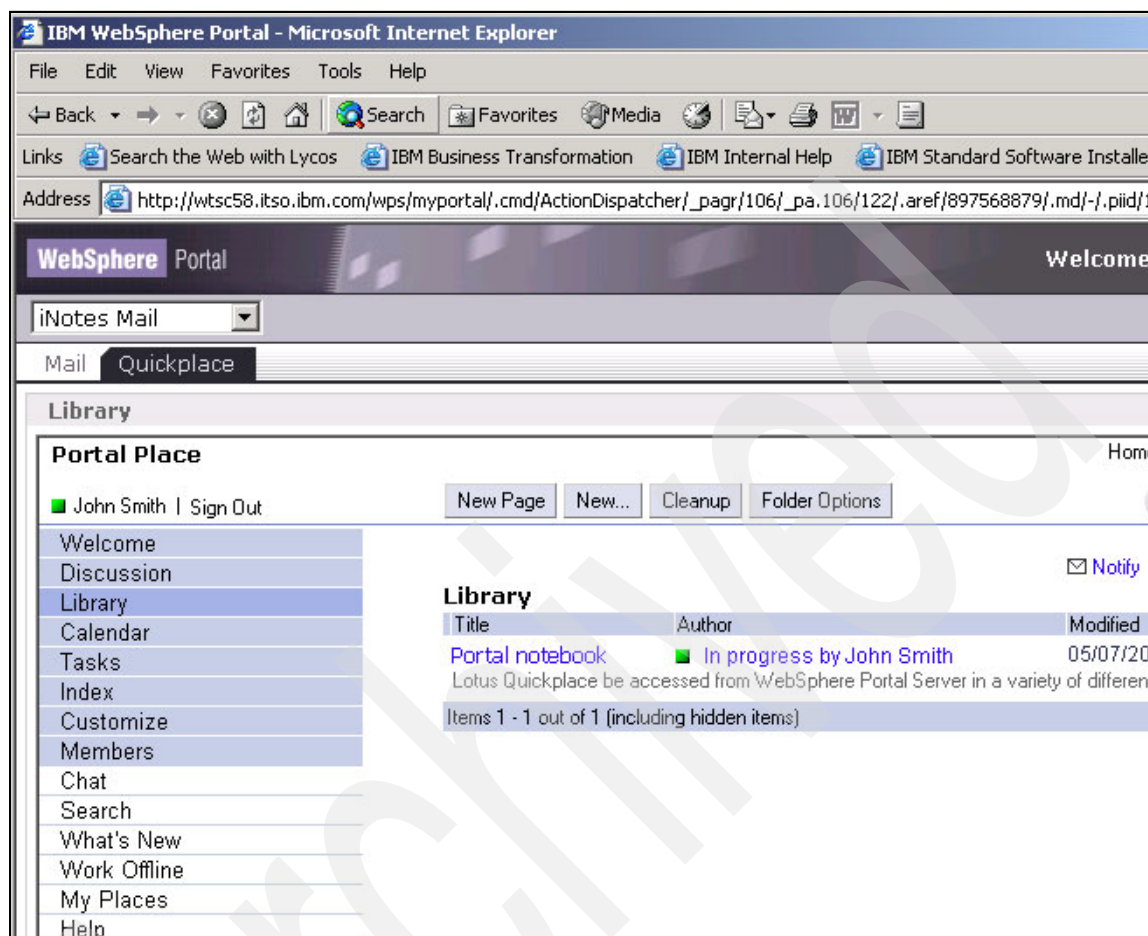 IBM WebSphere Portal - Microsoft Internet Explorer
File Edit View Favorites Tools Help
Back Search Favorites Media
Links Search the Web with Lycos IBM Business Transformation IBM Internal Help IBM Standard Software Installe
Address http://wtsc58.itso.ibm.com/wps/myportal/.cmd/ActionDispatcher/_pagr/106/_pa.106/122/.aref/897568879/.md/-/.piid/1
WebSphere Portal Welcome
iNotes Mail
Mail Quickplace
Library
Portal Place Home
John Smith | Sign Out New Page New... Cleanup Folder Options
Welcome
Discussion Notify
Library Library
Calendar Title Author Modified
Tasks Portal notebook In progress by John Smith 05/07/20
Index Lotus Quickplace be accessed from WebSphere Portal Server in a variety of differen
Customize Items 1 - 1 out of 1 (including hidden items)
Members
Chat
Search
What's New
Work Offline
My Places
Help
Archived